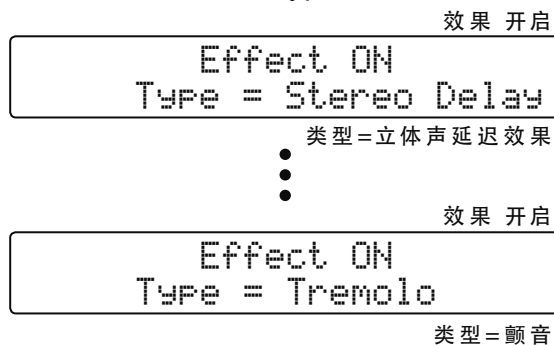 效果 开启
Effect ON
Type = Stereo Delay
类型=立体声延迟效果
效果 开启
Effect ON
Type = Tremolo
类型=颤音